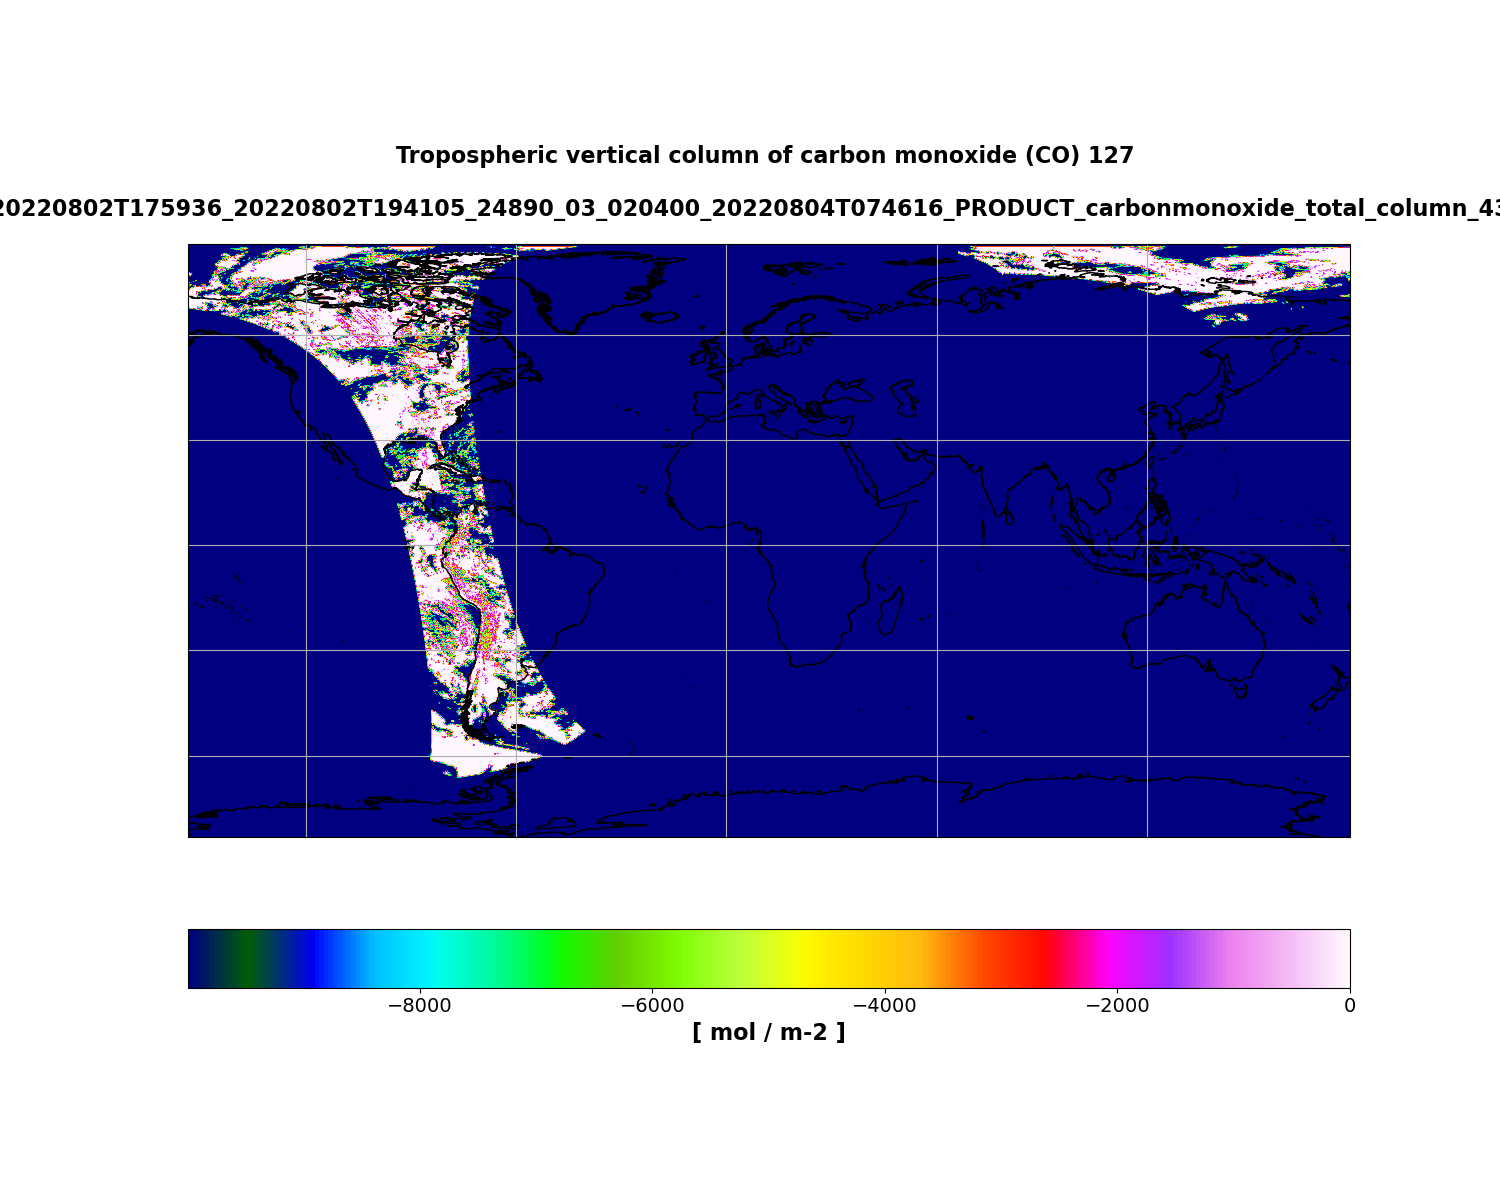 Tropospheric vertical column of carbon monoxide (CO) 127
20220802T175936_20220802T194105_24890_03_020400_20220804T074616_PRODUCT_carbonmonoxide_total_column_43
−8000 −6000 −4000 −2000 0
[ mol / m-2 ]